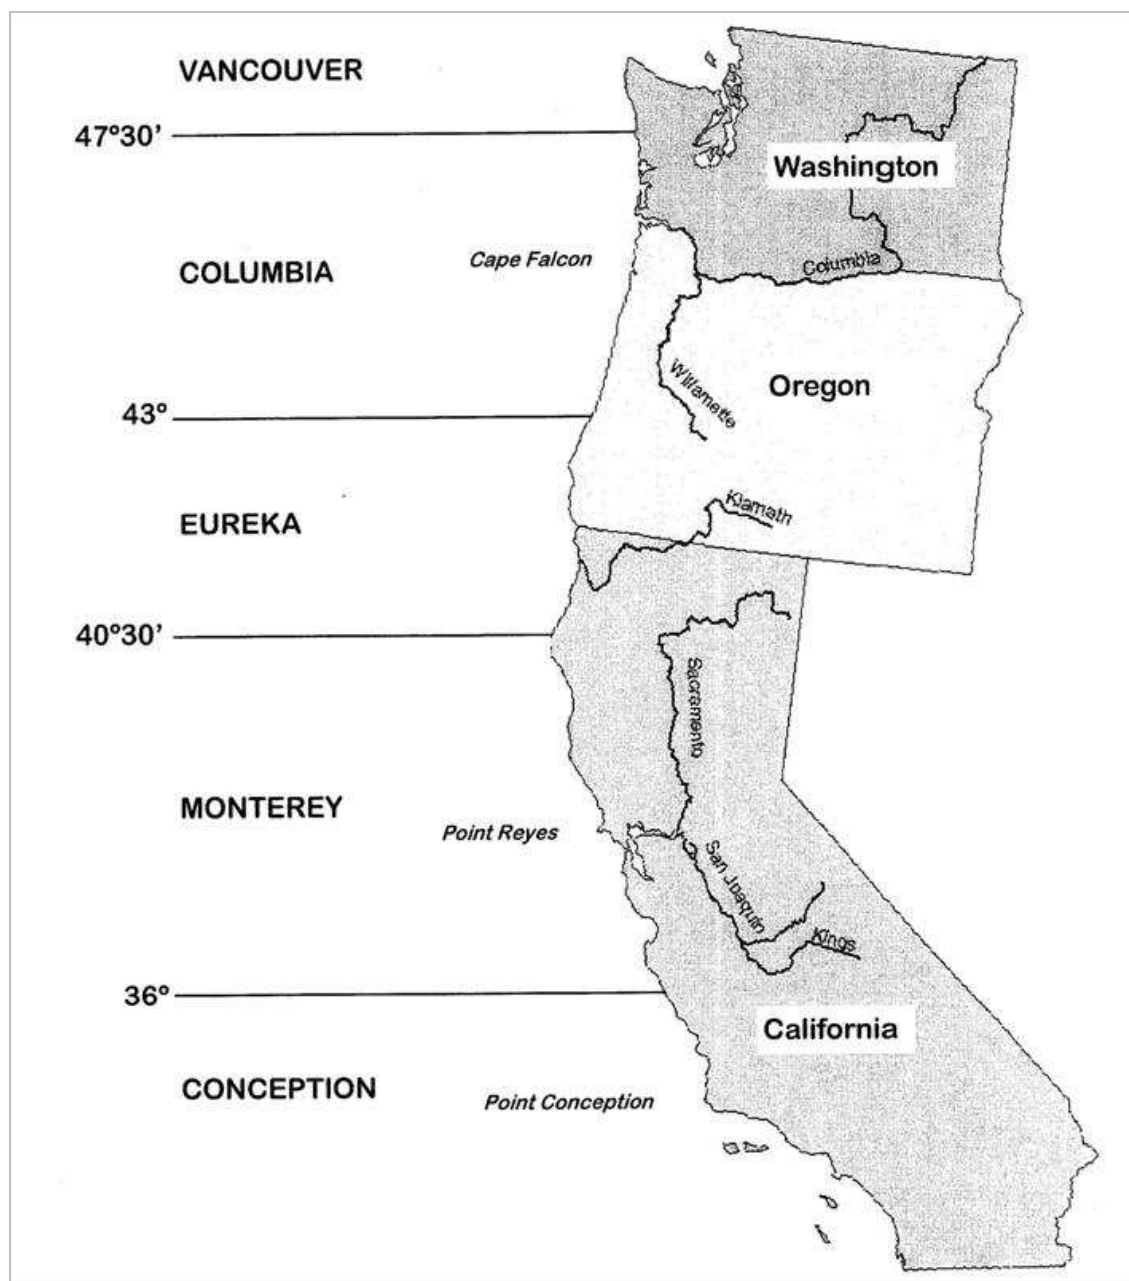 VANCOUVER
47°30'
Washington
COLUMBIA
Cape Falcon
Columbia
Willamette
Oregon
43°
EUREKA
Klamath
40°30'
Sacramento
MONTEREY
Point Reyes
San Joaquin
Kings
36°
California
CONCEPTION
Point Conception